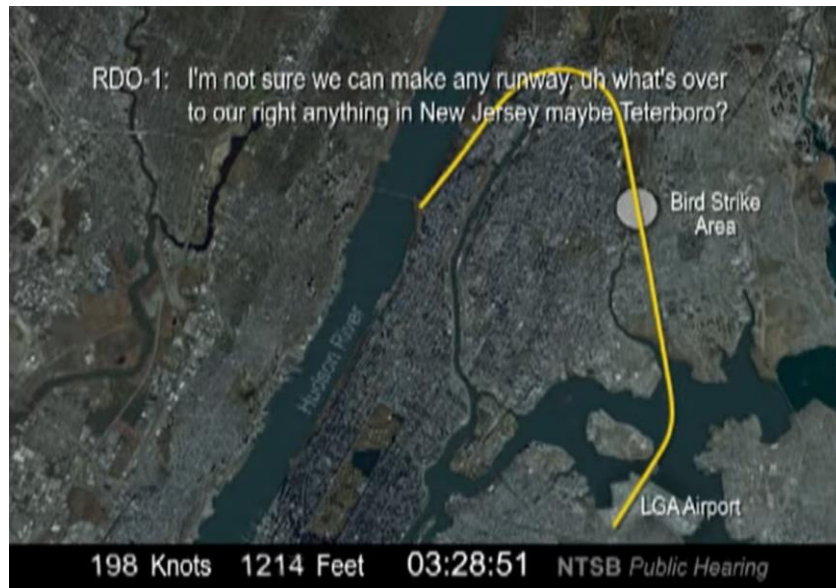 RDO-1: I'm not sure we can make any runway. uh what's over
to our right anything in New Jersey maybe Teterboro?
Bird Strike
Area
Hudson River
LGA Airport
198 Knots 1214 Feet 03:28:51 NTSB Public Hearing